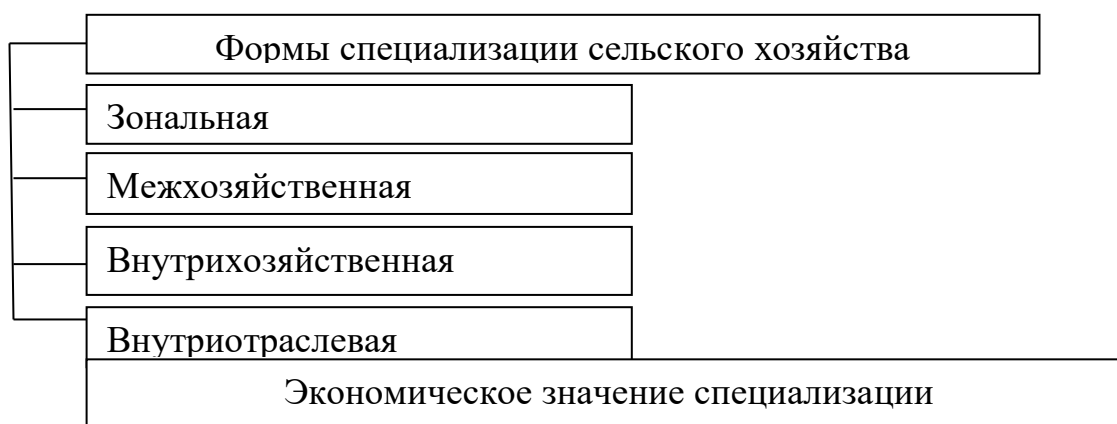 Формы специализации сельского хозяйства
Зональная
Межхозяйственная
Внутрихозяйственная
Внутриотраслевая
Экономическое значение специализации